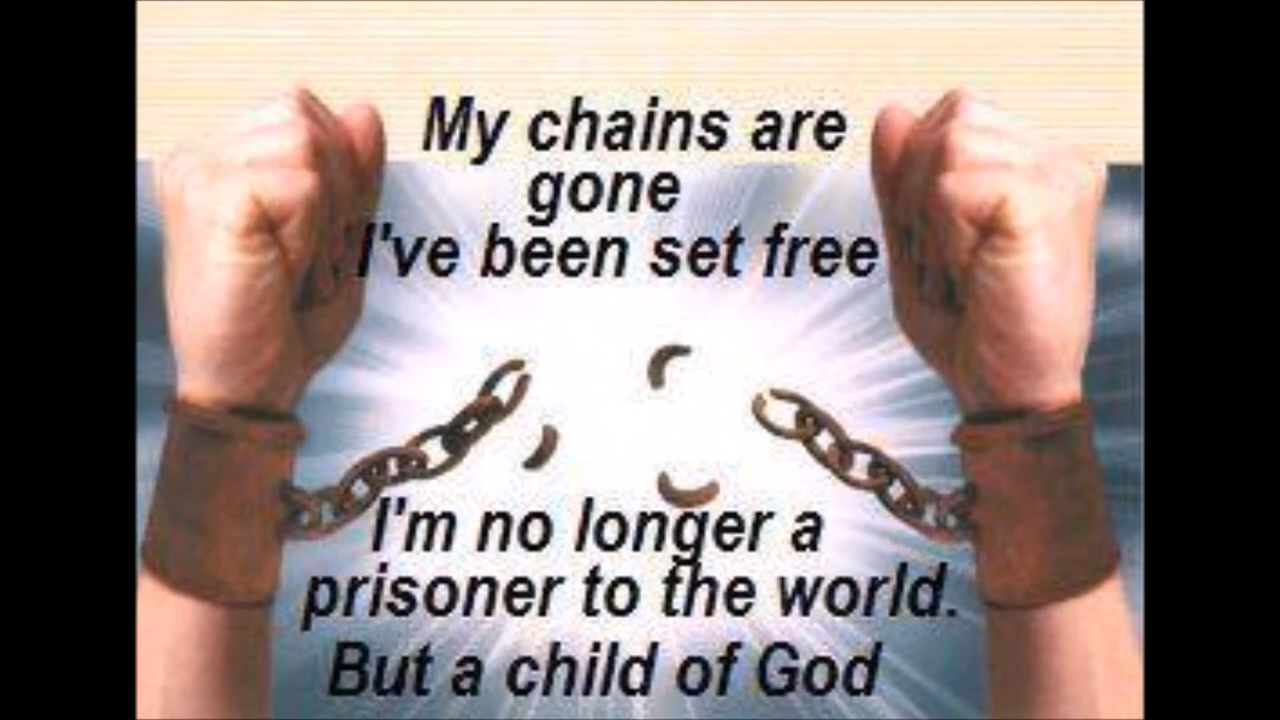 My chains are
gone
I've been set free
I'm no longer a
prisoner to the world.
But a child of God